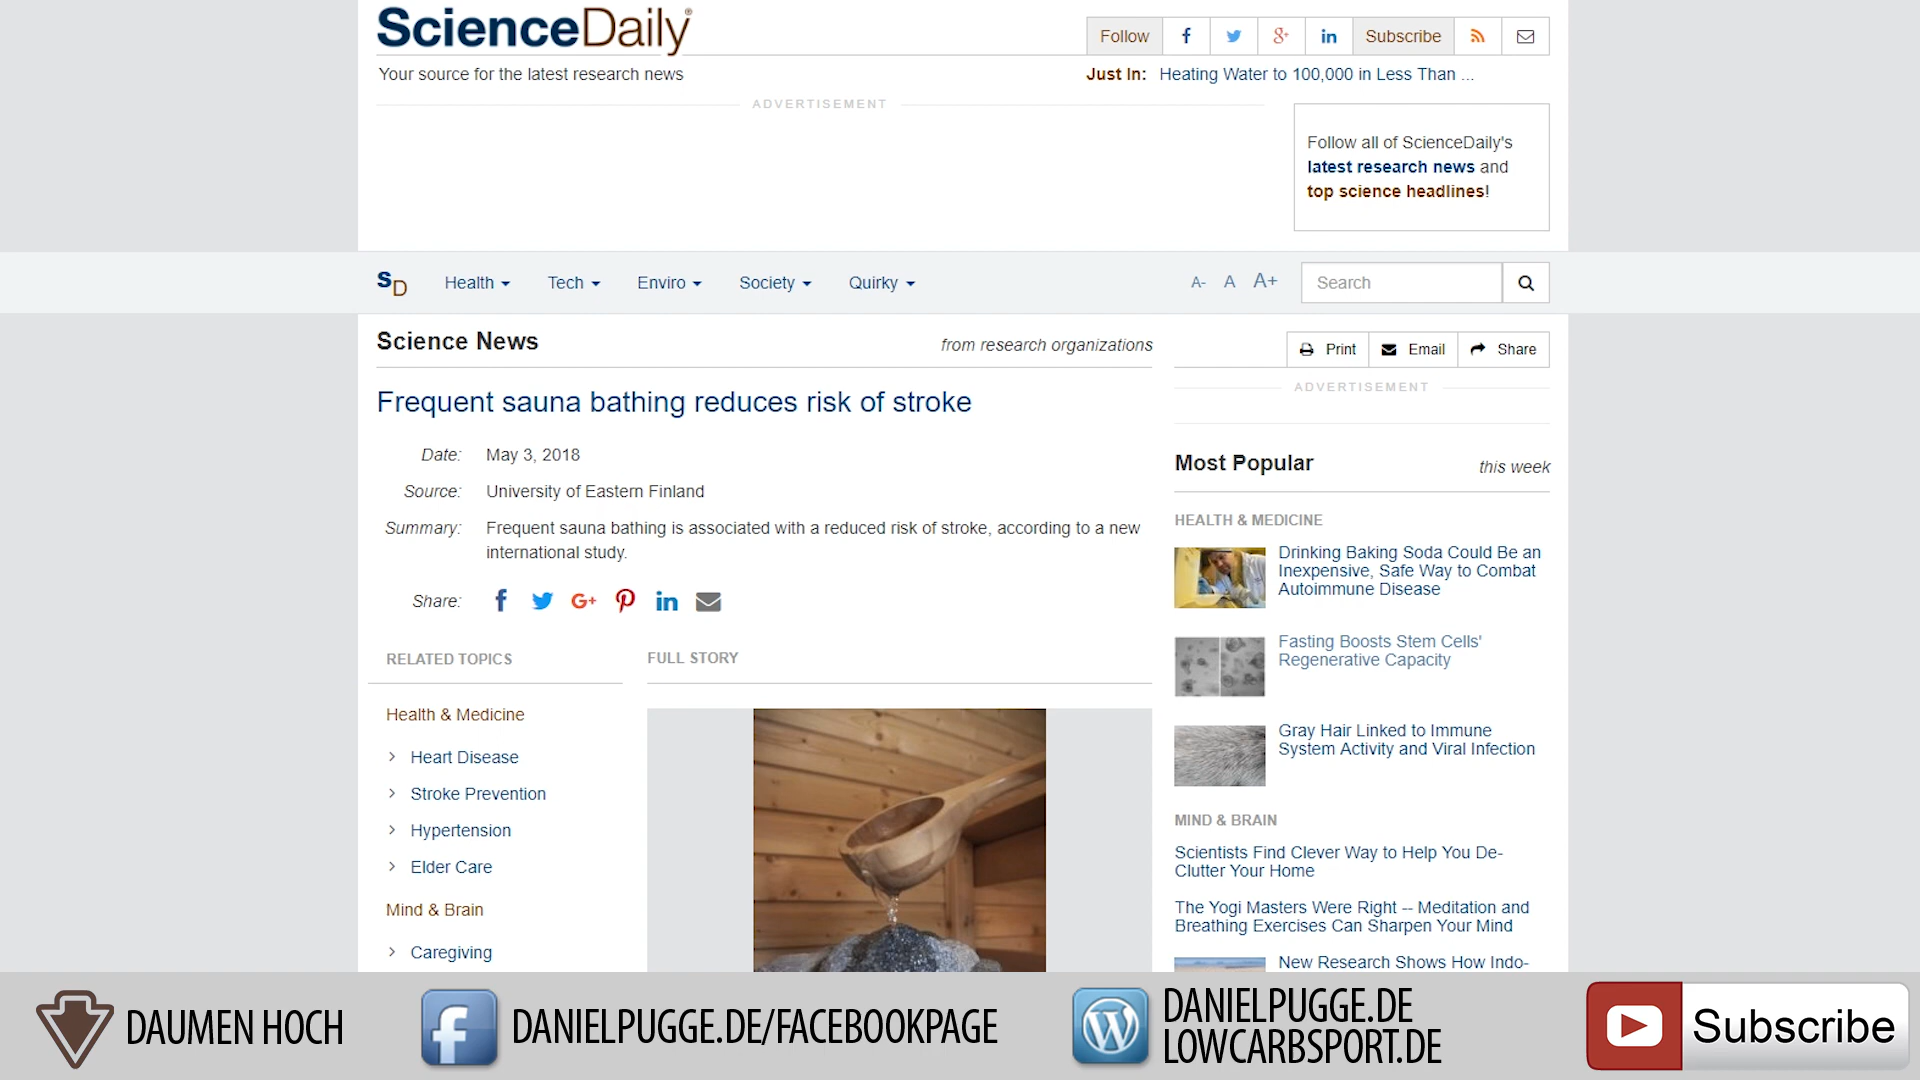 ScienceDaily
Follow
Subscribe
Your source for the latest research news
Just In: Heating Water to 100,000 in Less Than ...
ADVERTISEMENT
Follow all of ScienceDaily's
latest research news and
top science headlines!
SD
Health
Tech
Enviro
Society
Quirky
A-
A
A+
Search
Science News
from research organizations
Print
Email
Share
ADVERTISEMENT
Frequent sauna bathing reduces risk of stroke
Date: May 3, 2018
Source: University of Eastern Finland
Summary: Frequent sauna bathing is associated with a reduced risk of stroke, according to a new
international study.
Share:
RELATED TOPICS
Health & Medicine
Heart Disease
Stroke Prevention
Hypertension
Elder Care
Mind & Brain
Caregiving
FULL STORY
Most Popular
this week
HEALTH & MEDICINE
Drinking Baking Soda Could Be an
Inexpensive, Safe Way to Combat
Autoimmune Disease
Fasting Boosts Stem Cells'
Regenerative Capacity
Gray Hair Linked to Immune
System Activity and Viral Infection
MIND & BRAIN
Scientists Find Clever Way to Help You De-
Clutter Your Home
The Yogi Masters Were Right -- Meditation and
Breathing Exercises Can Sharpen Your Mind
New Research Shows How Indo-
DAUMEN HOCH
DANIELPUGGE.DE/FACEBOOKPAGE
DANIELPUGGE.DE
LOWCARBSPORT.DE
Subscribe